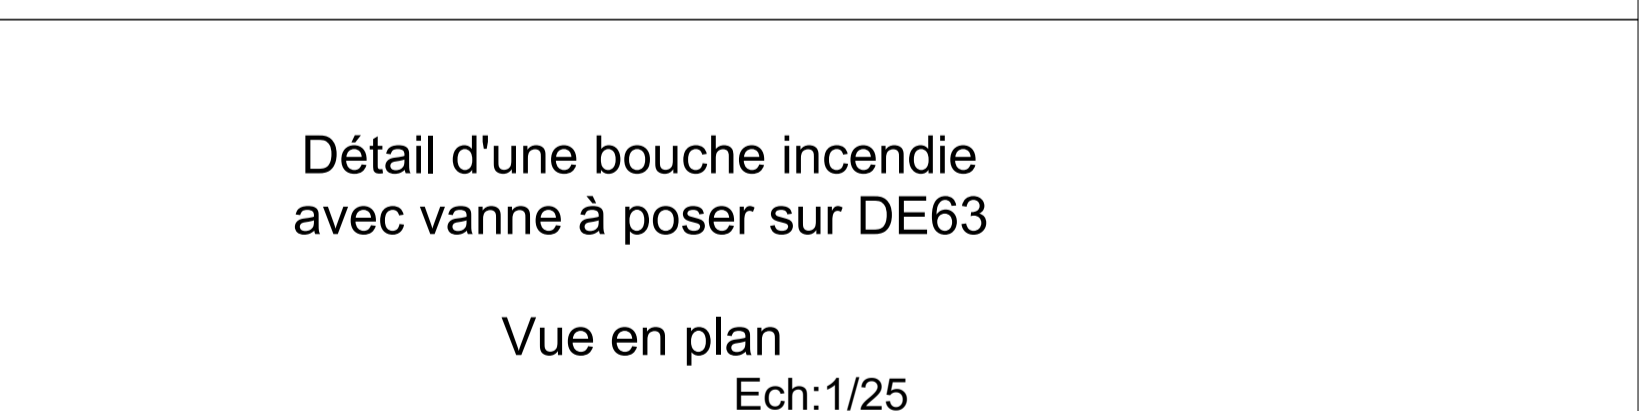 Détail d'une bouche incendie
avec vanne à poser sur DE63
Vue en plan
Ech:1/25